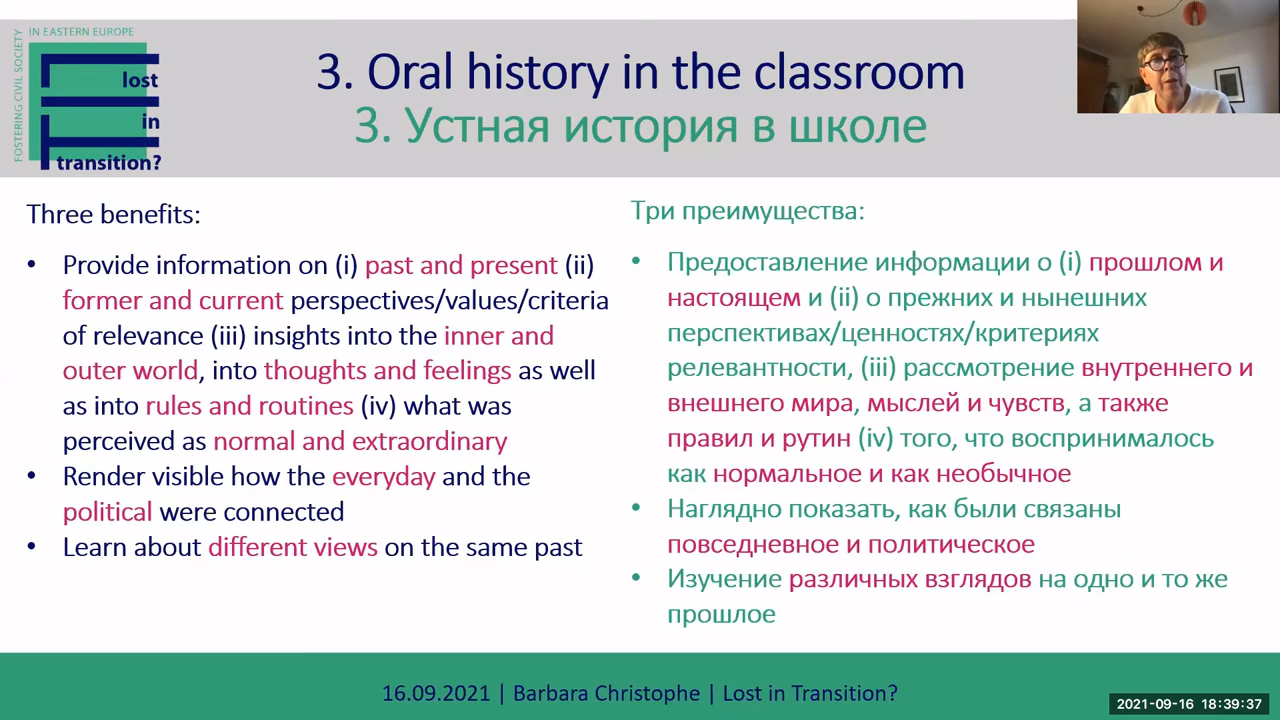 FOSTERING CIVIL SOCIETY
IN EASTERN EUROPE
lost
in
transition?
3. Oral history in the classroom
3. Устная история в школе
Three benefits:
• Provide information on (i) past and present (ii)
former and current perspectives/values/criteria
of relevance (iii) insights into the inner and
outer world, into thoughts and feelings as well
as into rules and routines (iv) what was
perceived as normal and extraordinary
• Render visible how the everyday and the
political were connected
• Learn about different views on the same past
Три преимущества:
• Предоставление информации о (i) прошлом и
настоящем и (ii) о прежних и нынешних
перспективах/ценностях/критериях
релевантности, (iii) рассмотрение внутреннего и
внешнего мира, мыслей и чувств, а также
правил и рутин (iv) того, что воспринималось
как нормальное и как необычное
• Наглядно показать, как были связаны
повседневное и политическое
• Изучение различных взглядов на одно и то же
прошлое
16.09.2021 | Barbara Christophe | Lost in Transition?
2021-09-16 18:39:37